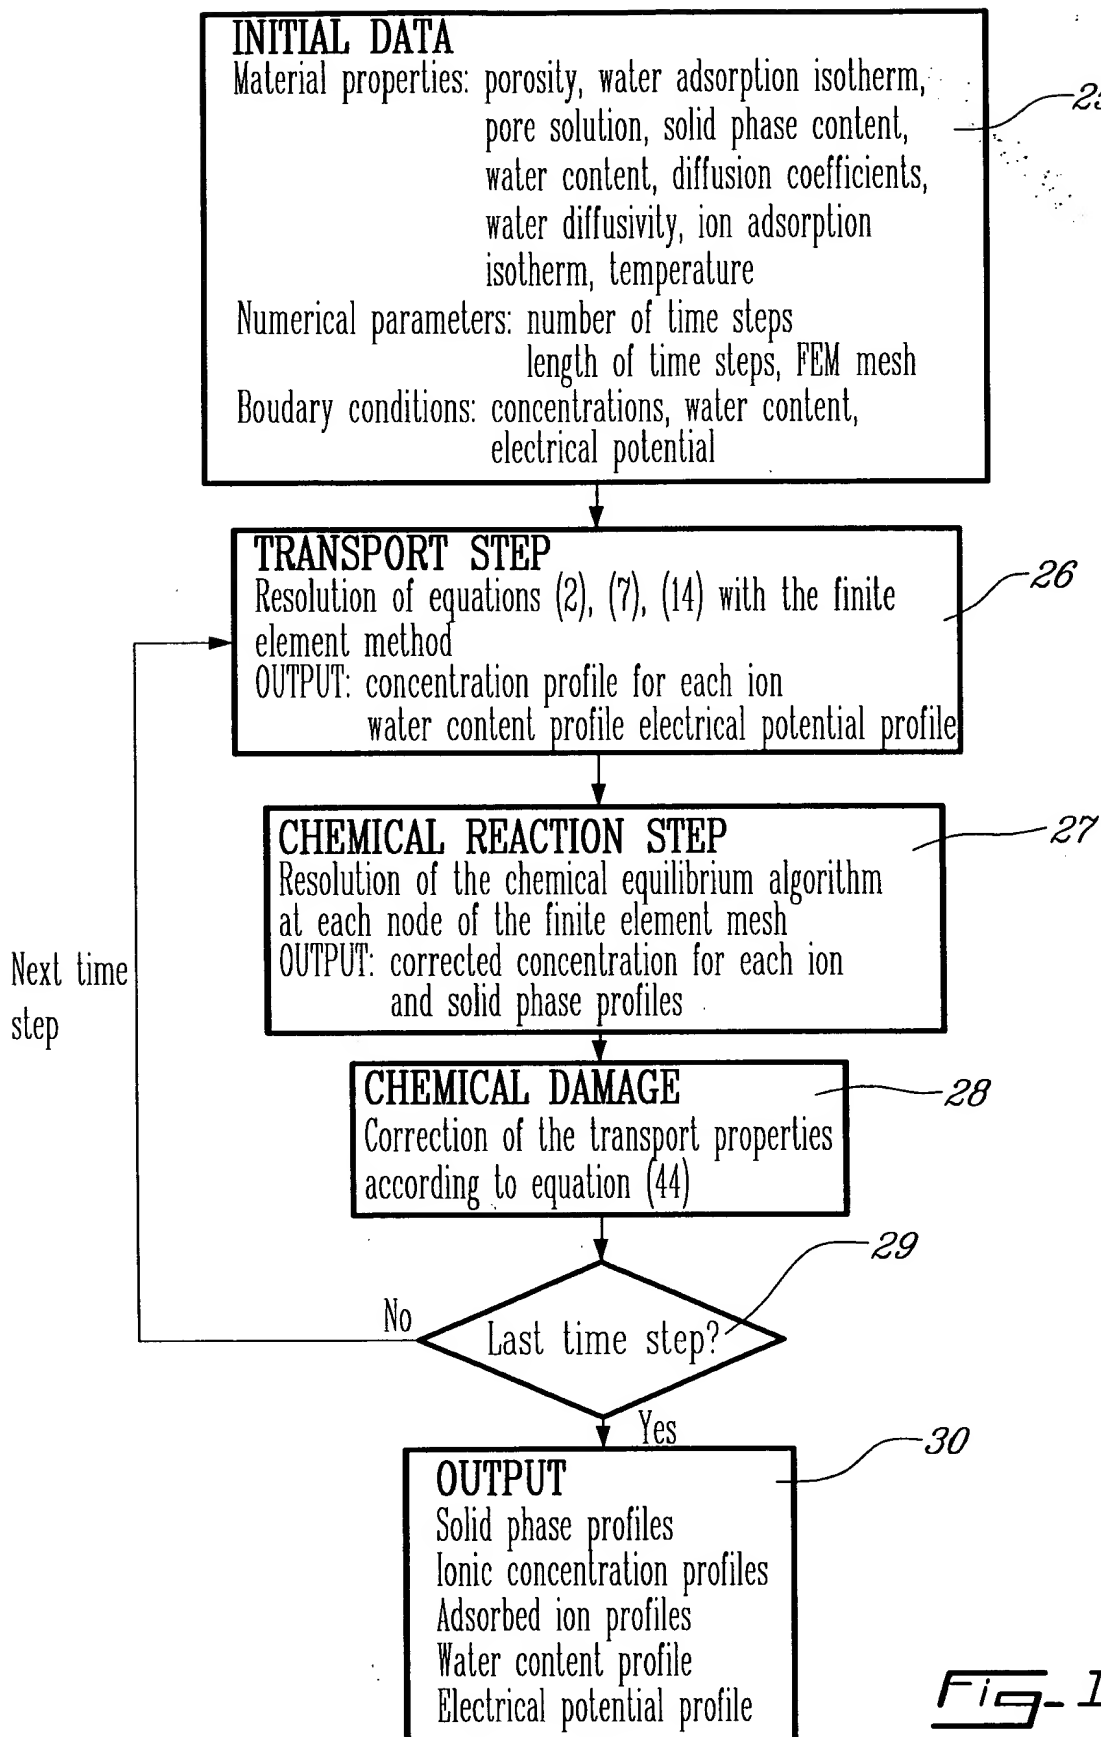 INITIAL DATA
Material properties: porosity, water adsorption isotherm,
pore solution, solid phase content,
water content, diffusion coefficients,
water diffusivity, ion adsorption
isotherm, temperature
Numerical parameters: number of time steps
length of time steps, FEM mesh
Boudary conditions: concentrations, water content,
electrical potential
TRANSPORT STEP
Resolution of equations (2), (7), (14) with the finite
element method
OUTPUT: concentration profile for each ion
water content profile electrical potential profile
26
CHEMICAL REACTION STEP
Resolution of the chemical equilibrium algorithm
at each node of the finite element mesh
OUTPUT: corrected concentration for each ion
and solid phase profiles
27
Next time
step
CHEMICAL DAMAGE
Correction of the transport properties
according to equation (44)
28
Last time step?
29
No
Yes
OUTPUT
Solid phase profiles
Ionic concentration profiles
Adsorbed ion profiles
Water content profile
Electrical potential profile
30
Fig-1